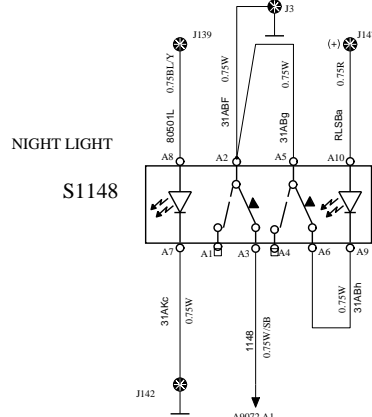 J3
J139
(+)
J14
0.75BL/Y
0.75W
0.75W
0.75R
80501L
31ABF
31ABg
RLSBa
NIGHT LIGHT
A8
A2
A5
A10
S1148
A7
A1
A3
A4
A6
A9
31AKc
0.75W
1148
0.75W/SB
0.75W
31ABh
J142
A9072.A1